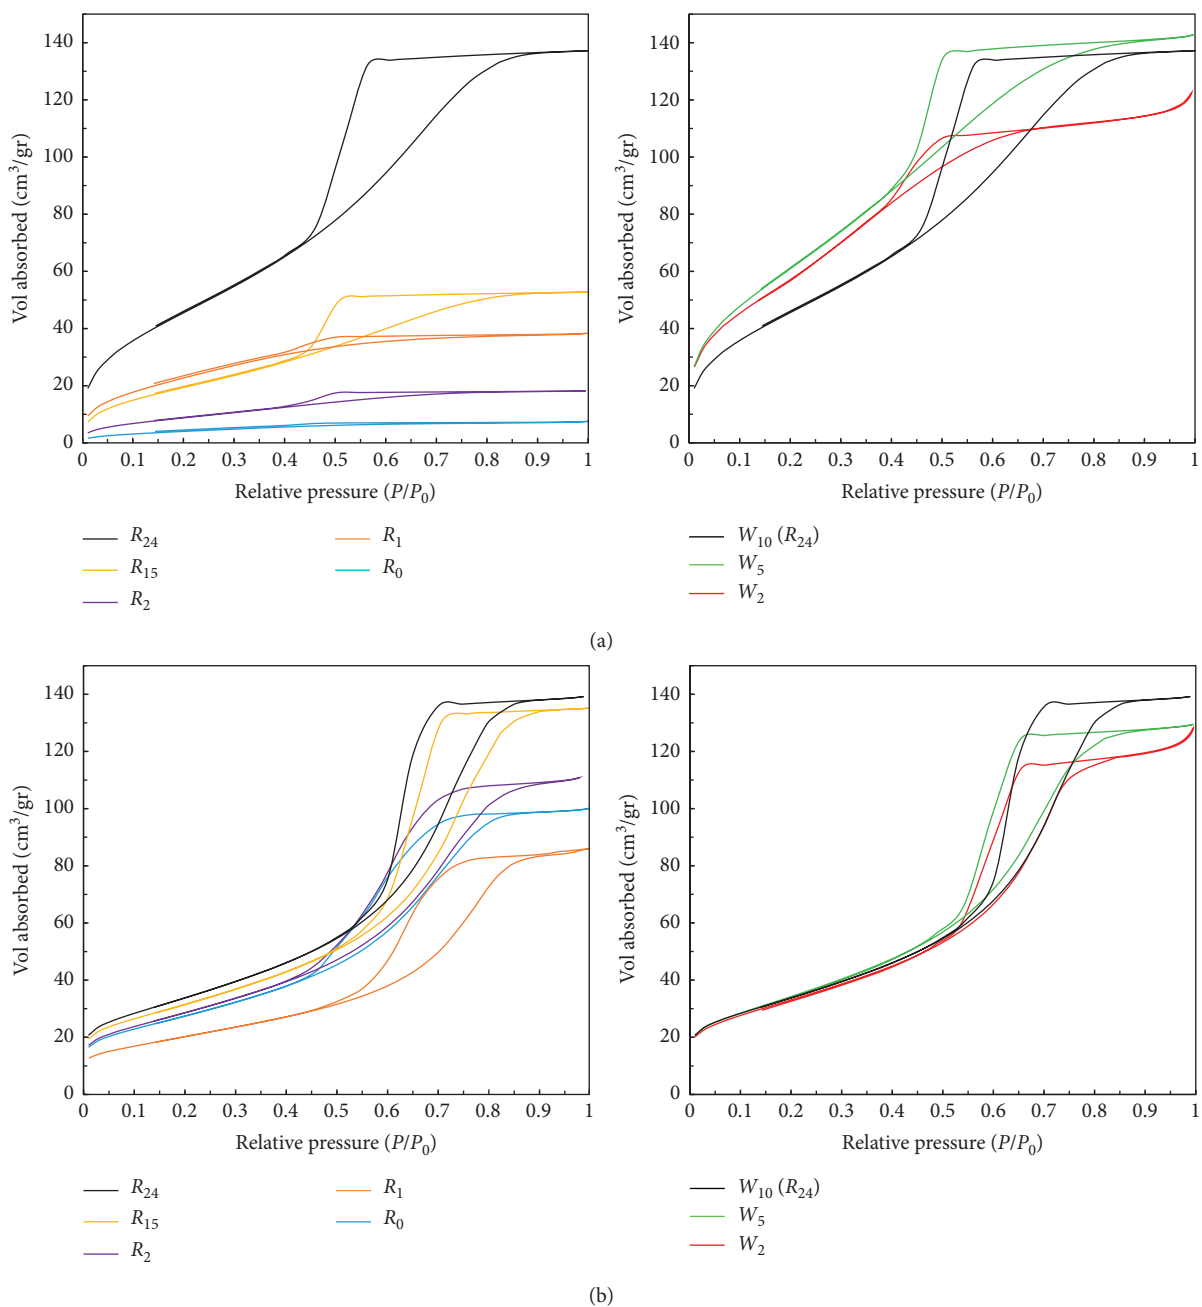 140
120
100
80
60
40
20
0
Vol absorbed (cm³/gr)
0 0.1 0.2 0.3 0.4 0.5 0.6 0.7 0.8 0.9 1
Relative pressure (P/P₀)
R₂₄
R₁₅
R₂
R₁
R₀
140
120
100
80
60
40
20
0
Vol absorbed (cm³/gr)
0 0.1 0.2 0.3 0.4 0.5 0.6 0.7 0.8 0.9 1
Relative pressure (P/P₀)
W₁₀ (R₂₄)
W₅
W₂
(a)
140
120
100
80
60
40
20
0
Vol absorbed (cm³/gr)
0 0.1 0.2 0.3 0.4 0.5 0.6 0.7 0.8 0.9 1
Relative pressure (P/P₀)
R₂₄
R₁₅
R₂
R₁
R₀
140
120
100
80
60
40
20
0
Vol absorbed (cm³/gr)
0 0.1 0.2 0.3 0.4 0.5 0.6 0.7 0.8 0.9 1
Relative pressure (P/P₀)
W₁₀ (R₂₄)
W₅
W₂
(b)